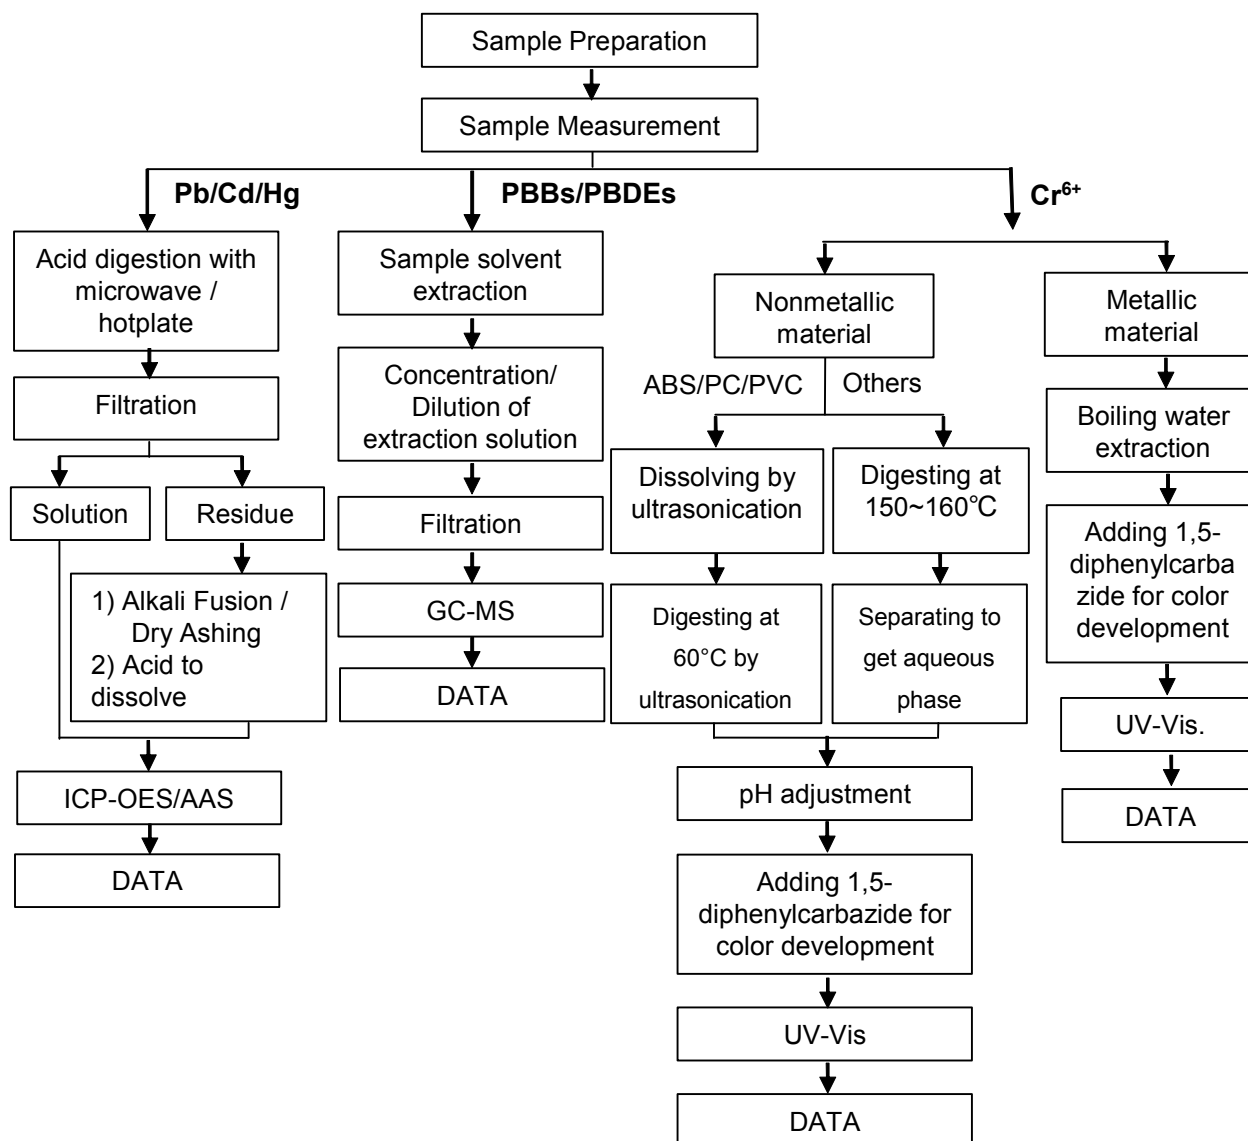 Sample Preparation
Sample Measurement
Pb/Cd/Hg
PBBs/PBDEs
Cr⁶⁺
Acid digestion with
microwave /
hotplate
Filtration
Solution
Residue
1) Alkali Fusion /
Dry Ashing
2) Acid to
dissolve
ICP-OES/AAS
DATA
Sample solvent
extraction
Concentration/
Dilution of
extraction solution
Filtration
GC-MS
DATA
Nonmetallic
material
ABS/PC/PVC
Others
Dissolving by
ultrasonication
Digesting at
60°C by
ultrasonication
Digesting at
150~160℃
Separating to
get aqueous
phase
pH adjustment
Adding 1,5-
diphenylcarbazide for
color development
UV-Vis
DATA
Metallic
material
Boiling water
extraction
Adding 1,5-
diphenylcarba
zide for color
development
UV-Vis.
DATA